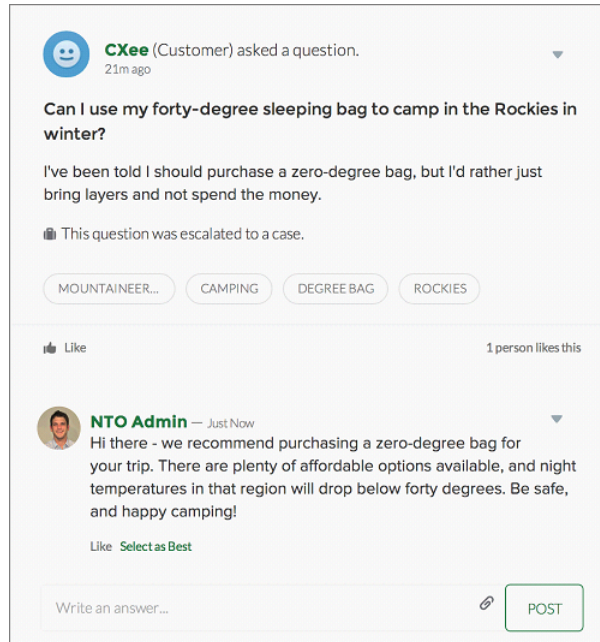 CXee (Customer) asked a question.
21m ago
Can I use my forty-degree sleeping bag to camp in the Rockies in
winter?
I've been told I should purchase a zero-degree bag, but I'd rather just
bring layers and not spend the money.
This question was escalated to a case.
MOUNTAINEER... CAMPING DEGREE BAG ROCKIES
Like 1 person likes this
NTO Admin — Just Now
Hi there - we recommend purchasing a zero-degree bag for
your trip. There are plenty of affordable options available, and night
temperatures in that region will drop below forty degrees. Be safe,
and happy camping!
Like Select as Best
Write an answer... POST